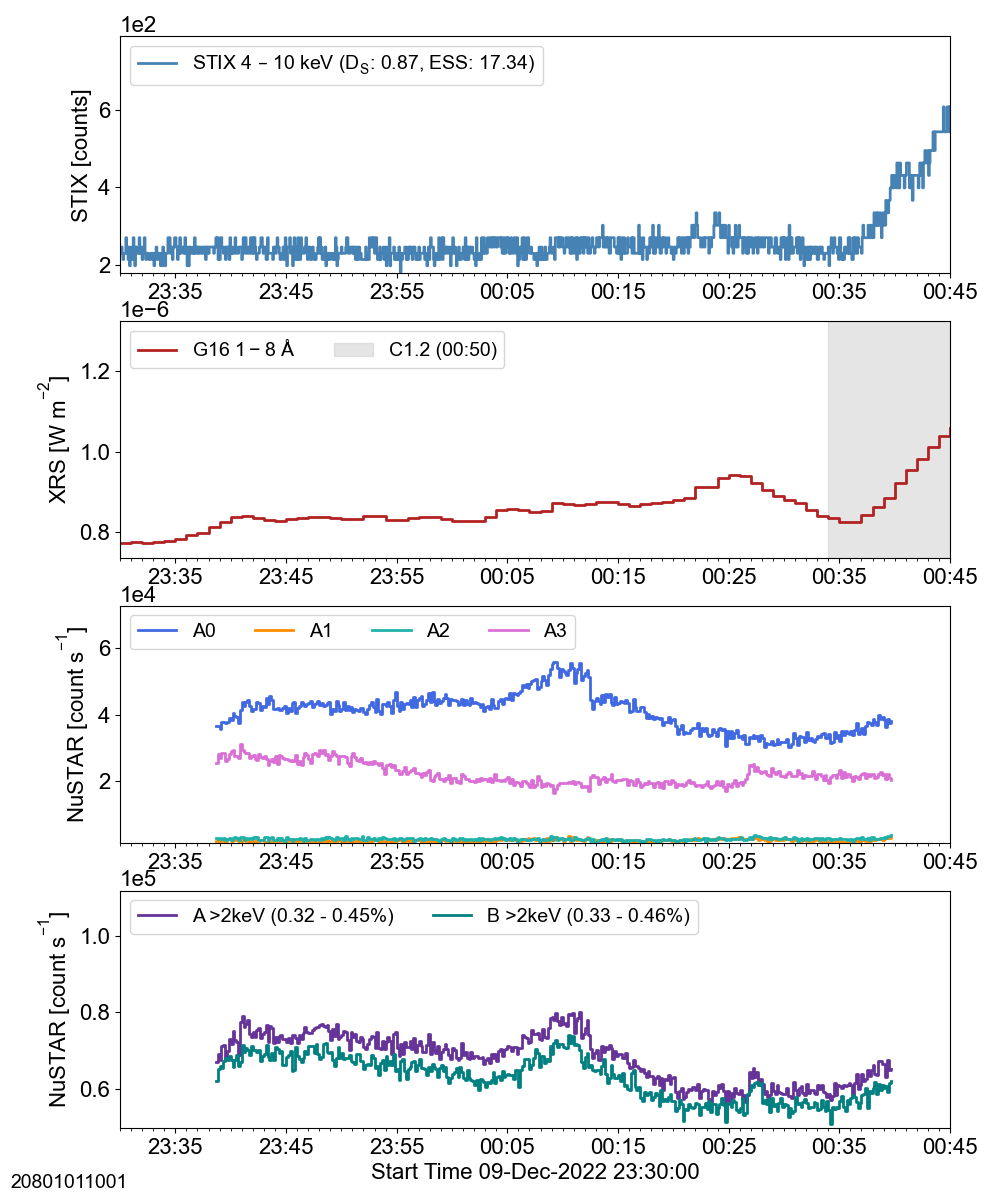 1e2
STIX 4 – 10 keV (DS: 0.87, ESS: 17.34)
STIX [counts]
6
4
2
23:35 23:45 23:55 00:05 00:15 00:25 00:35 00:45
1e−6
G16 1 – 8 Å C1.2 (00:50)
XRS [W m−2]
1.2
1.0
0.8
23:35 23:45 23:55 00:05 00:15 00:25 00:35 00:45
1e4
A0 A1 A2 A3
NuSTAR [count s−1]
6
4
2
23:35 23:45 23:55 00:05 00:15 00:25 00:35 00:45
1e5
A >2keV (0.32 - 0.45%) B >2keV (0.33 - 0.46%)
NuSTAR [count s−1]
1.0
0.8
0.6
23:35 23:45 23:55 00:05 00:15 00:25 00:35 00:45
Start Time 09-Dec-2022 23:30:00
20801011001